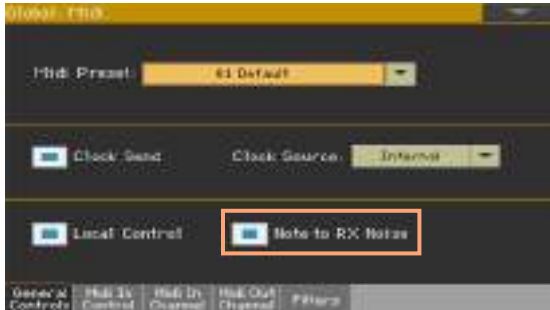 Global: Midi
Midi Preset: 01 Default
Clock Send Clock Source: Internal
Local Control Note to RX Noise
General Controls Midi In Control Midi In Channel Midi Out Channel Filters